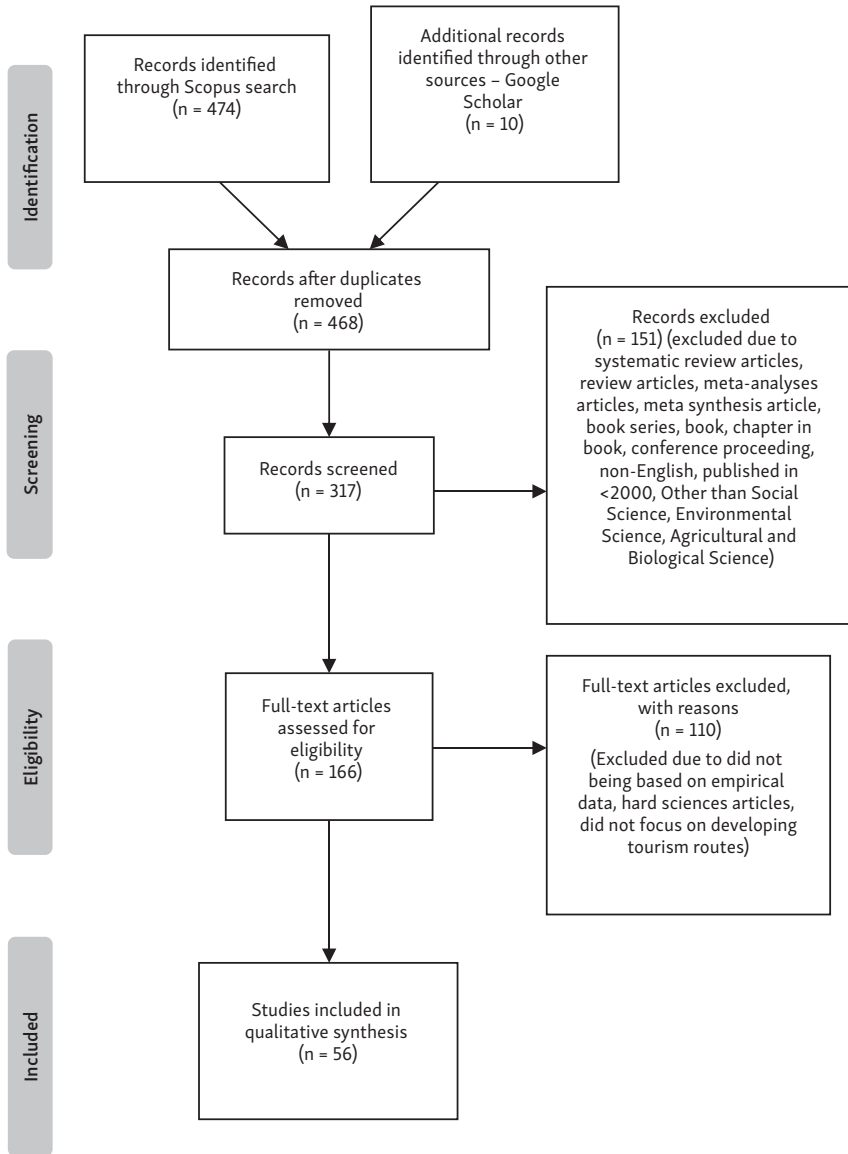 Identification
Records identified
through Scopus search
(n = 474)
Additional records
identified through other
sources – Google
Scholar
(n = 10)
Records after duplicates
removed
(n = 468)
Screening
Records screened
(n = 317)
Records excluded
(n = 151) (excluded due to
systematic review articles,
review articles, meta-analyses
articles, meta synthesis article,
book series, book, chapter in
book, conference proceeding,
non-English, published in
<2000, Other than Social
Science, Environmental
Science, Agricultural and
Biological Science)
Eligibility
Full-text articles
assessed for
eligibility
(n = 166)
Full-text articles excluded,
with reasons
(n = 110)
(Excluded due to did not
being based on empirical
data, hard sciences articles,
did not focus on developing
tourism routes)
Included
Studies included in
qualitative synthesis
(n = 56)